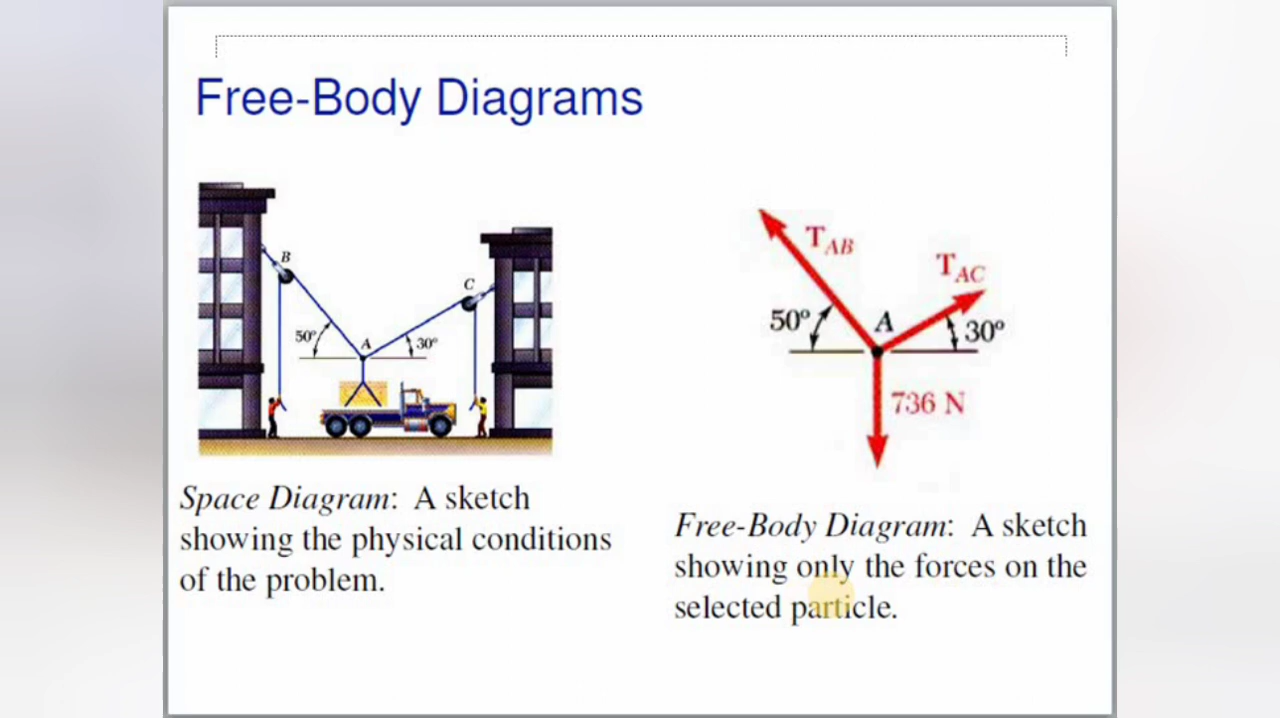 Free-Body Diagrams
B
C
50º
A
30º
T_AB
T_AC
50º
A
30º
736 N
Space Diagram: A sketch
showing the physical conditions
of the problem.
Free-Body Diagram: A sketch
showing only the forces on the
selected particle.